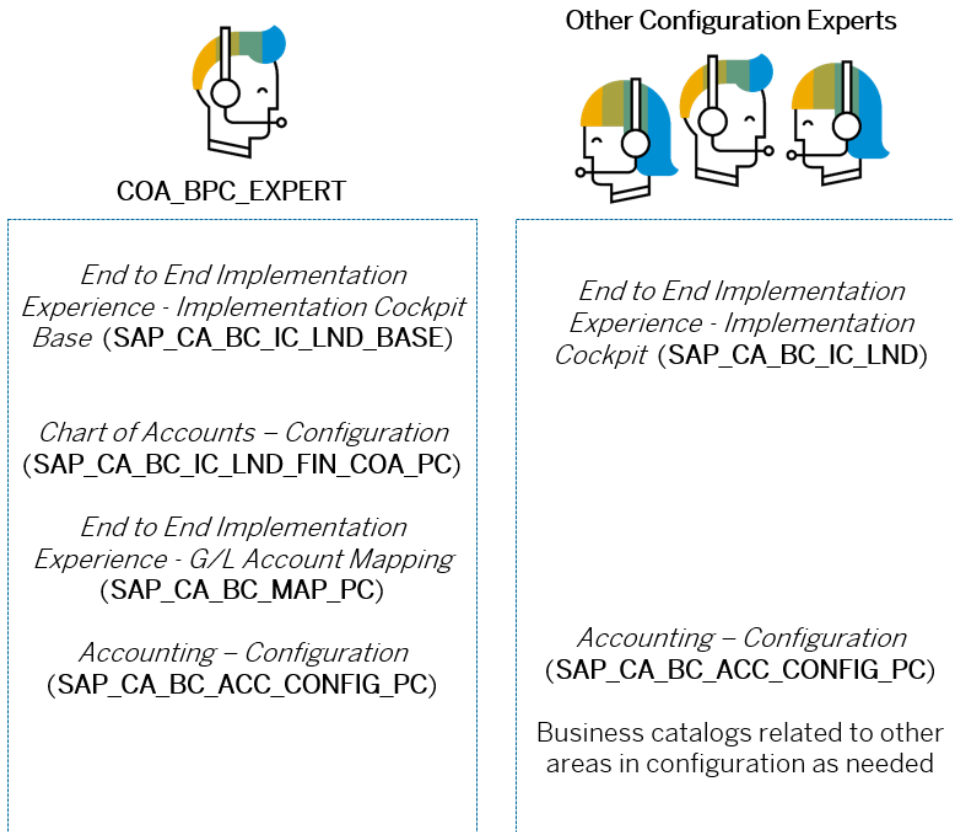 COA_BPC_EXPERT
End to End Implementation
Experience - Implementation Cockpit
Base (SAP_CA_BC_IC_LND_BASE)
Chart of Accounts – Configuration
(SAP_CA_BC_IC_LND_FIN_COA_PC)
End to End Implementation
Experience - G/L Account Mapping
(SAP_CA_BC_MAP_PC)
Accounting – Configuration
(SAP_CA_BC_ACC_CONFIG_PC)
Other Configuration Experts
End to End Implementation
Experience - Implementation
Cockpit (SAP_CA_BC_IC_LND)
Accounting – Configuration
(SAP_CA_BC_ACC_CONFIG_PC)
Business catalogs related to other
areas in configuration as needed